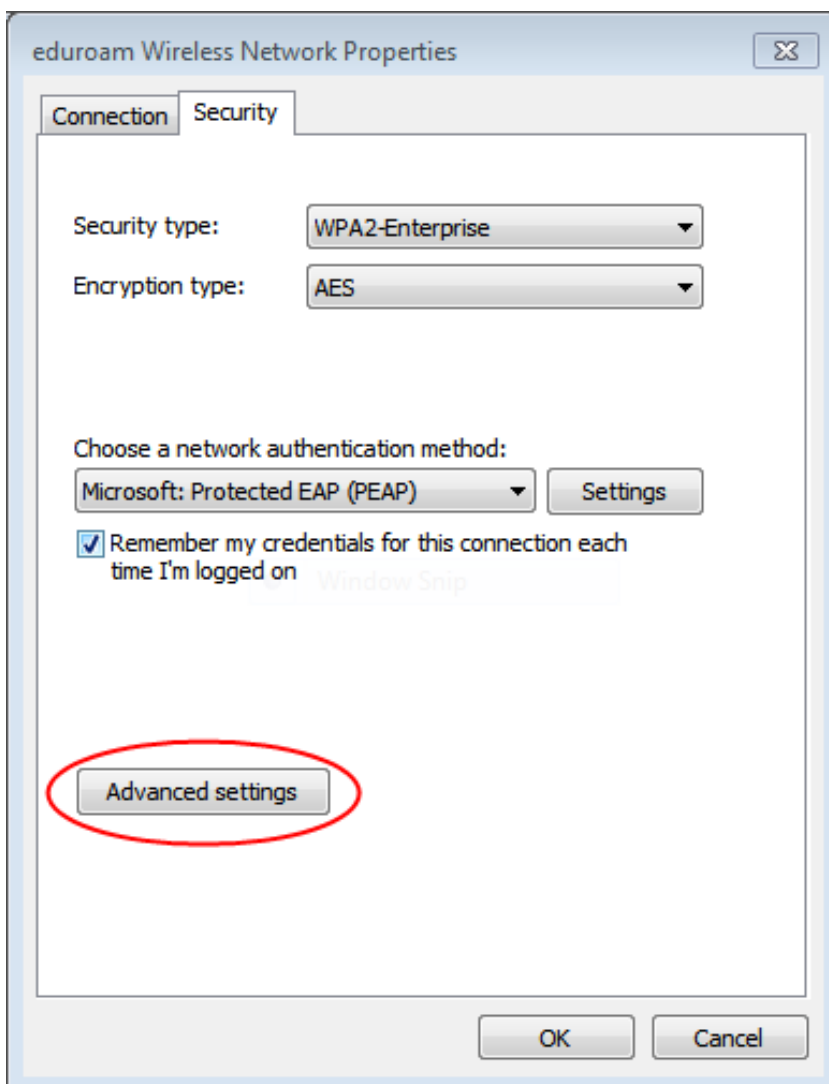 eduroam Wireless Network Properties
Connection
Security
Security type:
WPA2-Enterprise
Encryption type:
AES
Choose a network authentication method:
Microsoft: Protected EAP (PEAP)
Settings
Remember my credentials for this connection each
time I'm logged on
Window Snip
Advanced settings
OK
Cancel